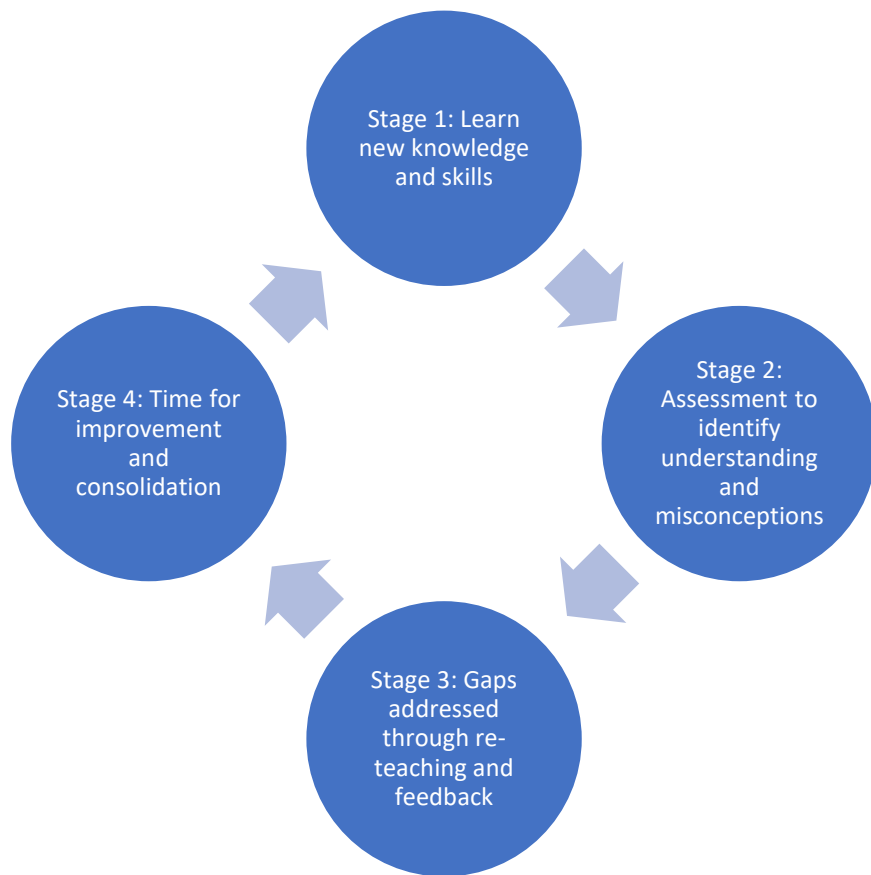 Stage 1: Learn
new knowledge
and skills
Stage 2:
Assessment to
identify
understanding
and
misconceptions
Stage 3: Gaps
addressed
through re-
teaching and
feedback
Stage 4: Time for
improvement
and
consolidation